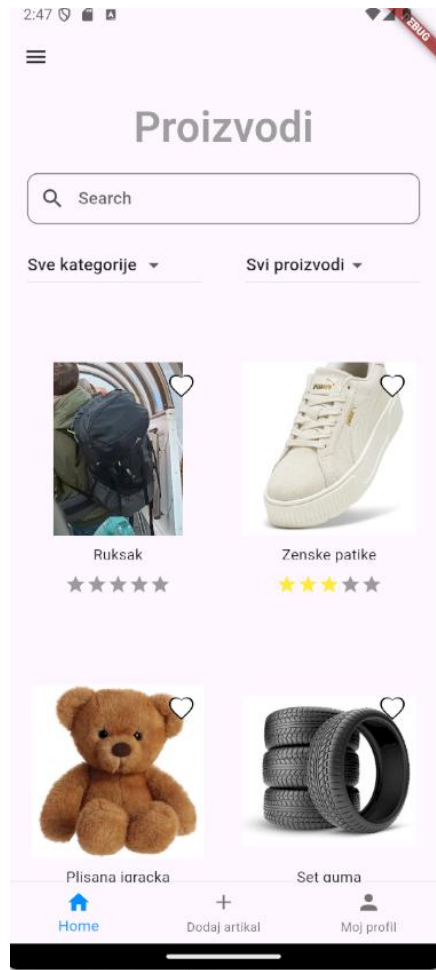 2:47
DEBUG
Proizvodi
Search
Sve kategorije
Svi proizvodi
Ruksak
Zenske patike
Plisana igracka
Set guma
Home
Dodaj artikal
Moj profil